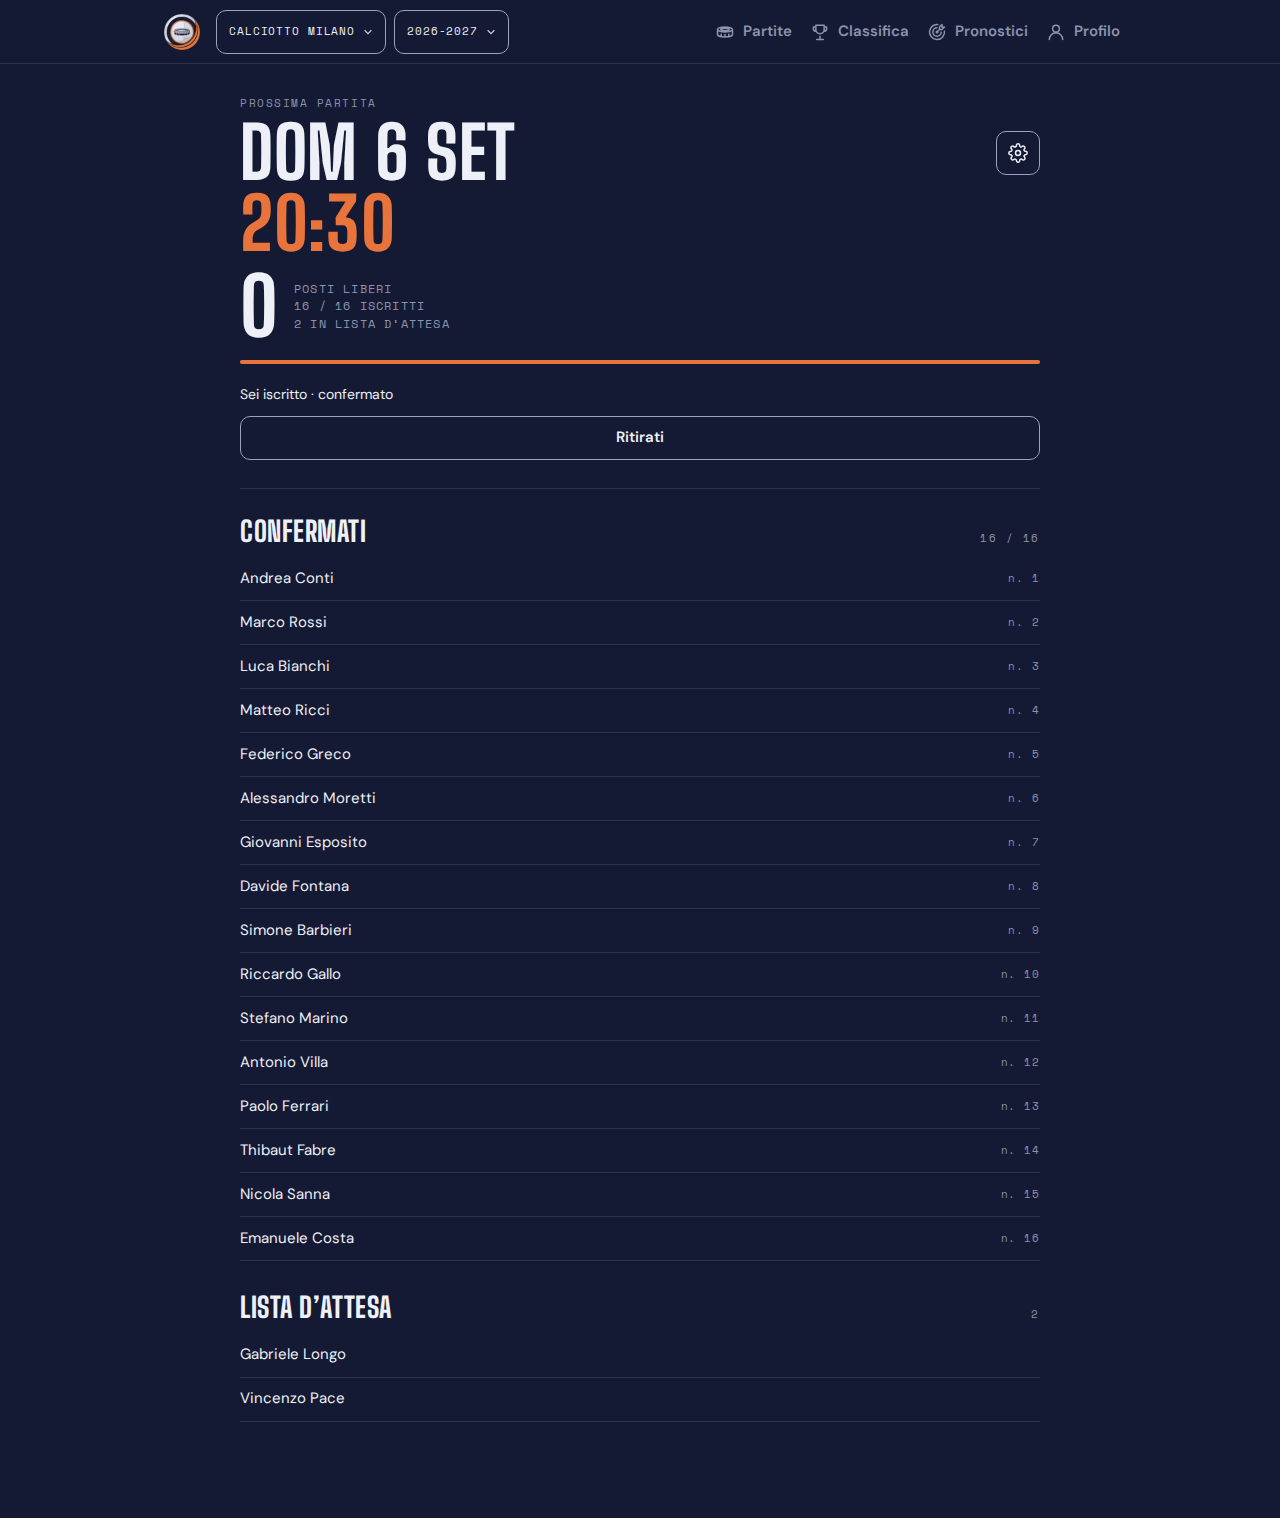 CALCIOTTO MILANO
2026-2027
Partite
Classifica
Pronostici
Profilo
PROSSIMA PARTITA
DOM 6 SET
20:30
0
POSTI LIBERI
16 / 16 ISCRITTI
2 IN LISTA D'ATTESA
Sei iscritto · confermato
Ritirati
CONFERMATI
16 / 16
Andrea Conti
n. 1
Marco Rossi
n. 2
Luca Bianchi
n. 3
Matteo Ricci
n. 4
Federico Greco
n. 5
Alessandro Moretti
n. 6
Giovanni Esposito
n. 7
Davide Fontana
n. 8
Simone Barbieri
n. 9
Riccardo Gallo
n. 10
Stefano Marino
n. 11
Antonio Villa
n. 12
Paolo Ferrari
n. 13
Thibaut Fabre
n. 14
Nicola Sanna
n. 15
Emanuele Costa
n. 16
LISTA D’ATTESA
2
Gabriele Longo
Vincenzo Pace